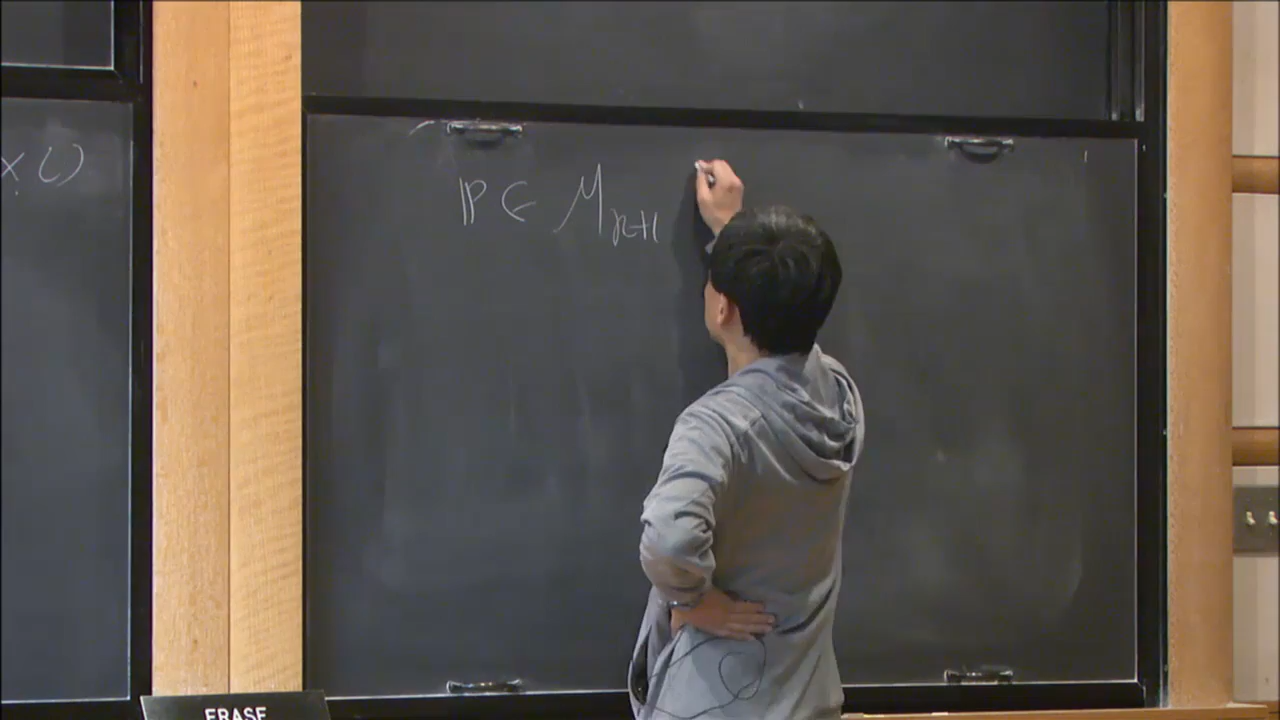 x U)
ℙ ∈ M_{n+1}
ERASE